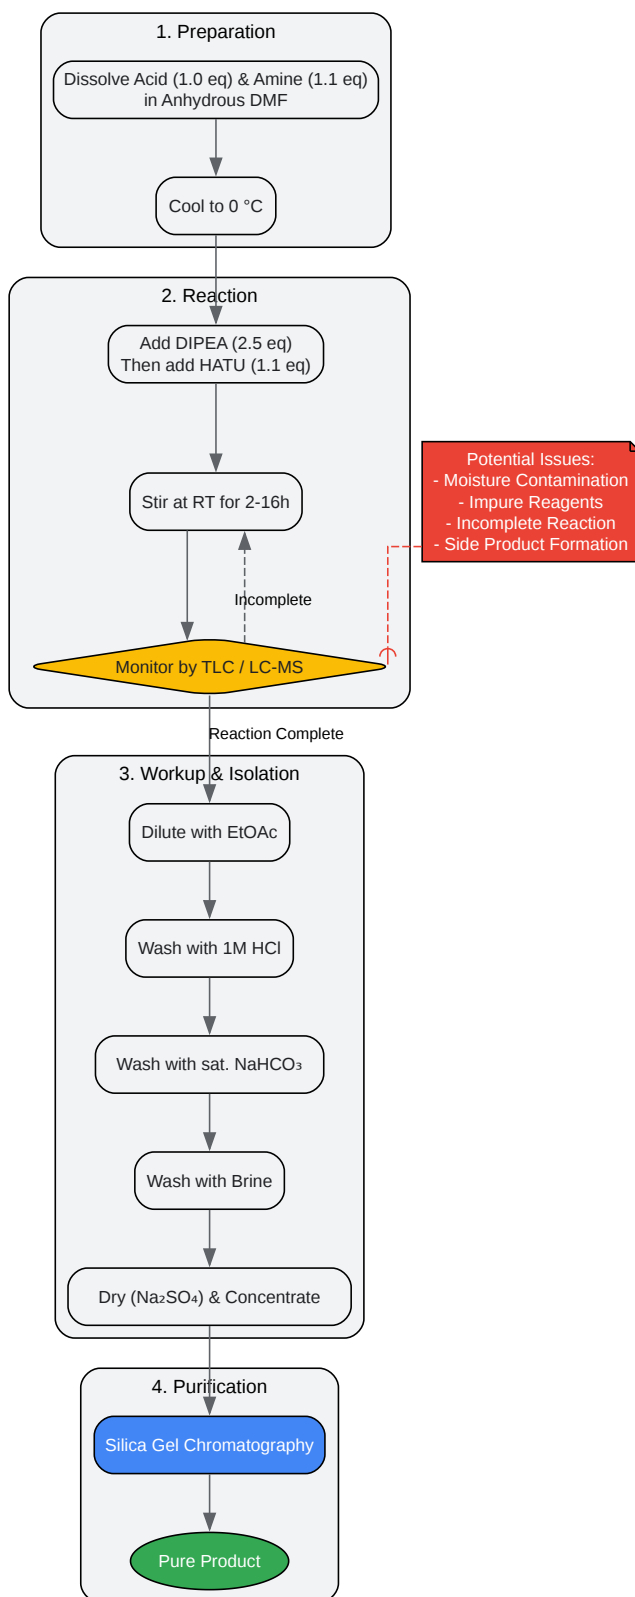 1. Preparation
Dissolve Acid (1.0 eq) & Amine (1.1 eq)
in Anhydrous DMF
Cool to 0 °C
2. Reaction
Add DIPEA (2.5 eq)
Then add HATU (1.1 eq)
Potential Issues:
- Moisture Contamination
- Impure Reagents
- Incomplete Reaction
- Side Product Formation
Stir at RT for 2-16h
Incomplete
Monitor by TLC / LC-MS
Reaction Complete
3. Workup & Isolation
Dilute with EtOAc
Wash with 1M HCl
Wash with sat. NaHCO₃
Wash with Brine
Dry (Na₂SO₄) & Concentrate
4. Purification
Silica Gel Chromatography
Pure Product